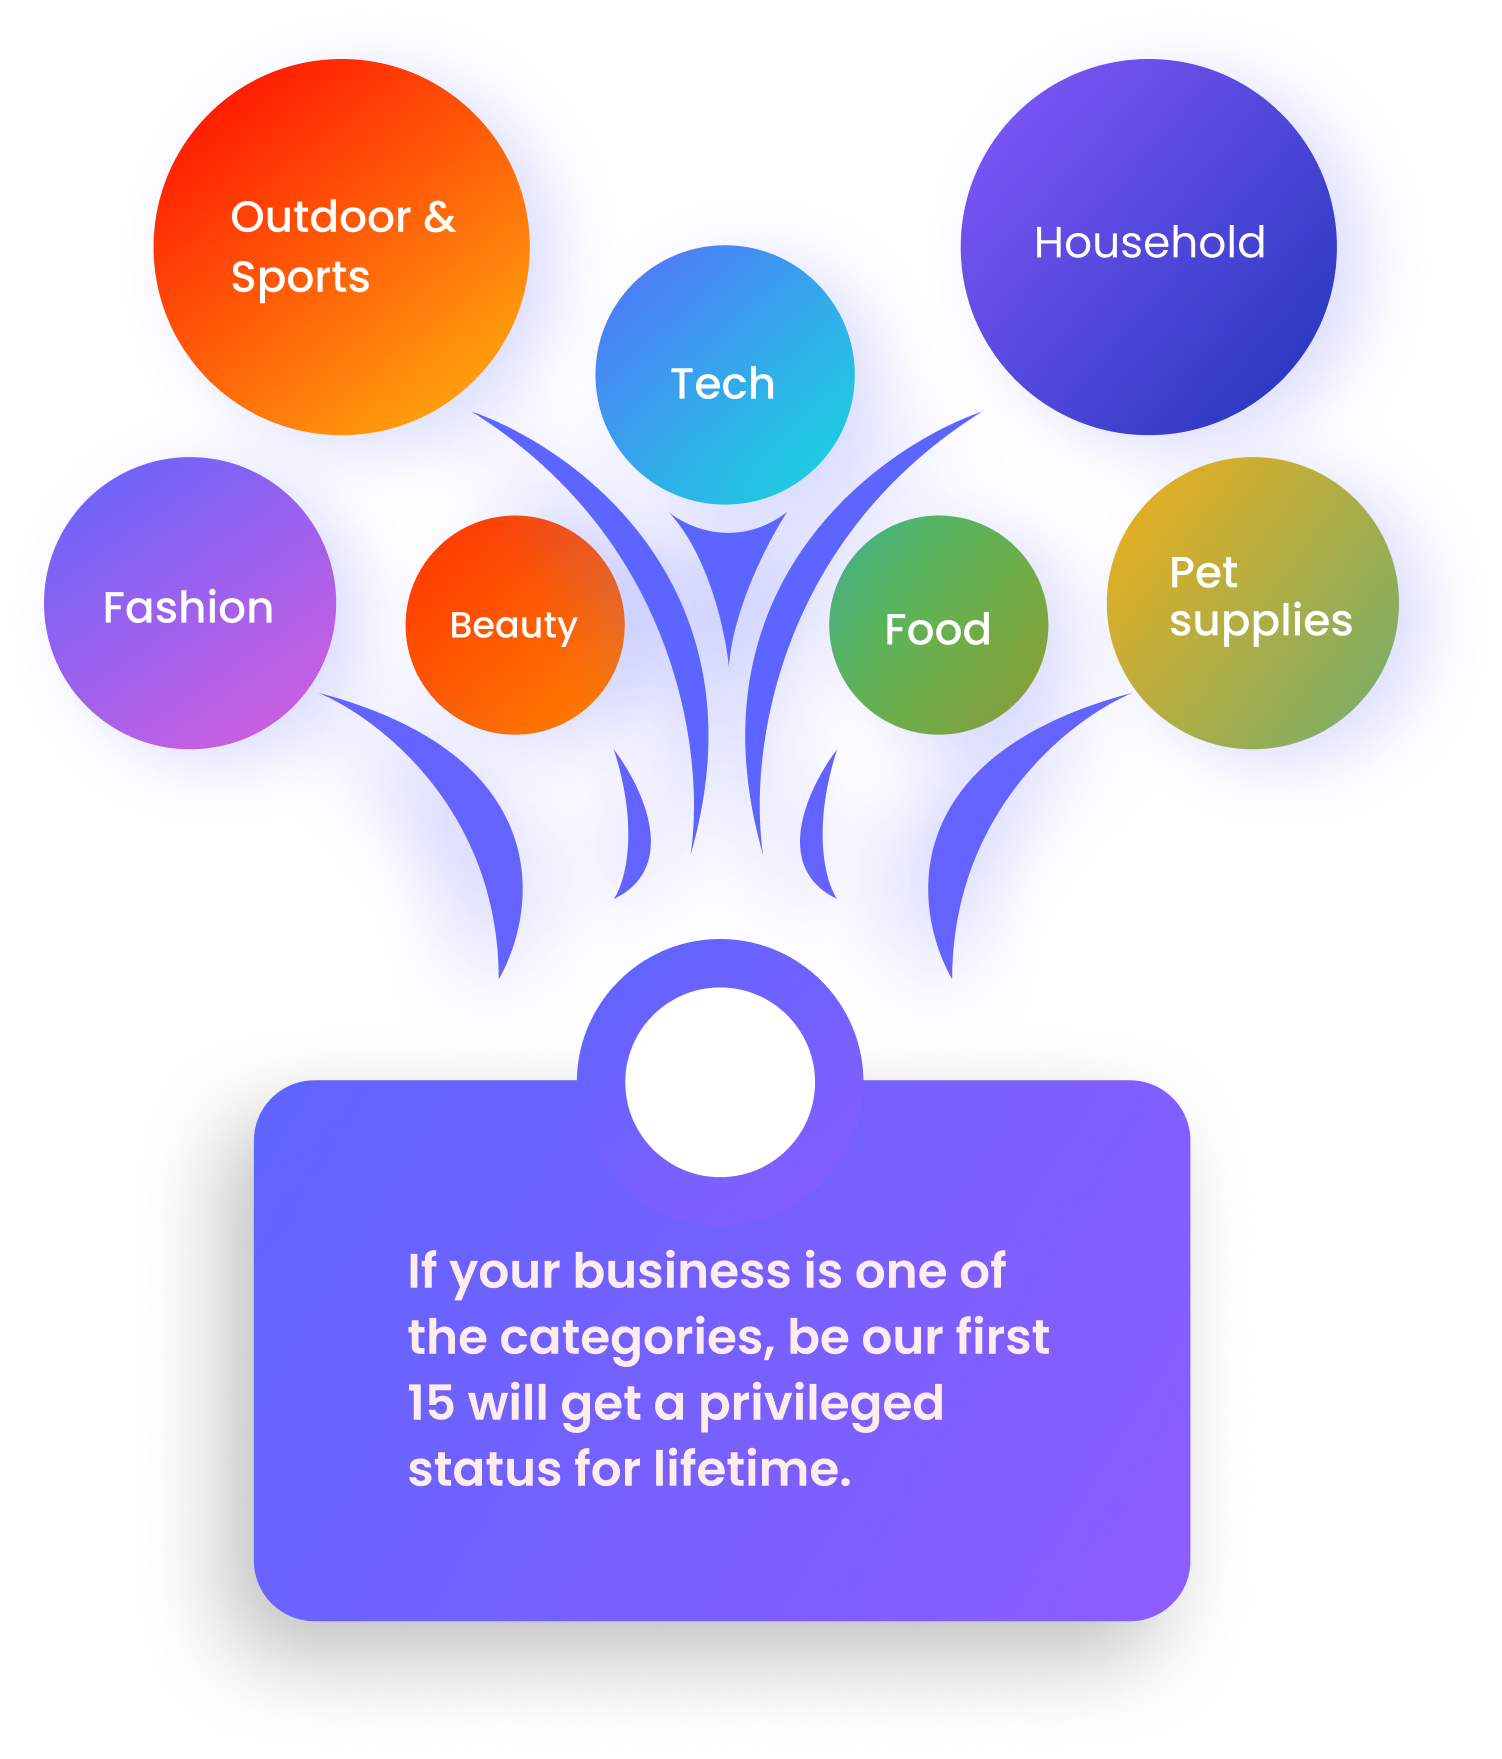 Outdoor &
Sports
Household
Tech
Fashion
Beauty
Food
Pet
supplies
If your business is one of
the categories, be our first
15 will get a privileged
status for lifetime.